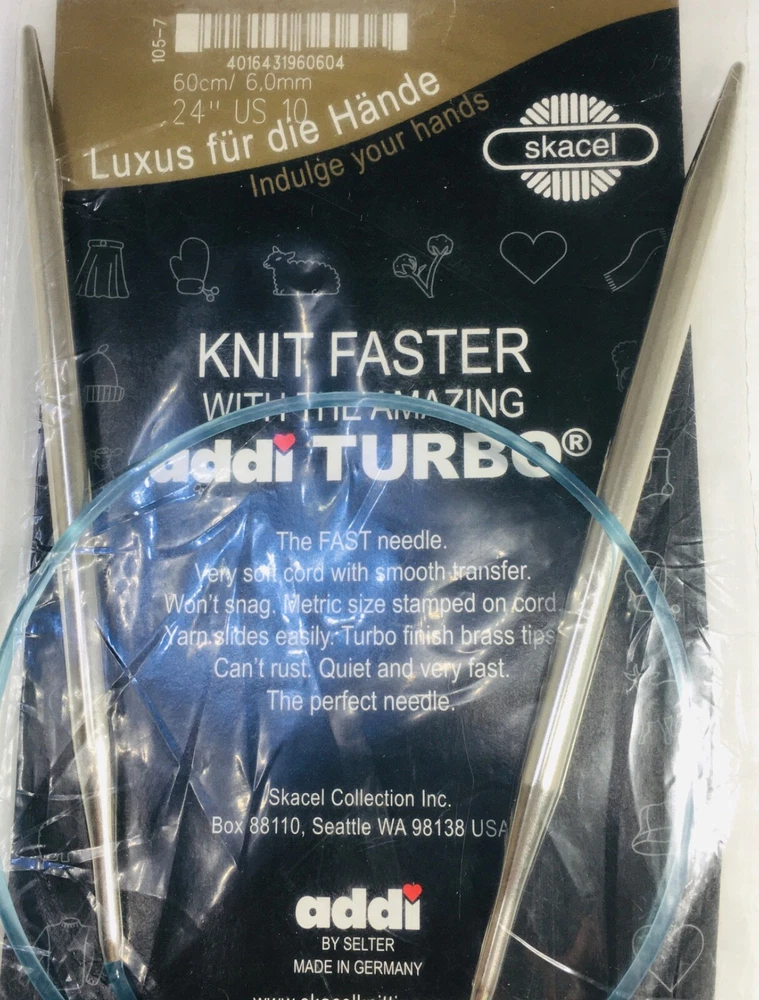 105-7
4016431960604
60cm/ 6,0mm
24" US 10
Luxus für die Hände
Indulge your hands
skacel
KNIT FASTER
WITH THE AMAZING
addi TURBO®
The FAST needle.
Very soft cord with smooth transfer.
Won't snag. Metric size stamped on cord.
Yarn slides easily. Turbo finish brass tips.
Can't rust. Quiet and very fast.
The perfect needle.
Skacel Collection Inc.
Box 88110, Seattle WA 98138 USA
addi
BY SELTER
MADE IN GERMANY